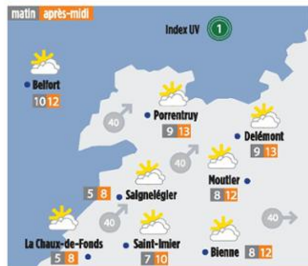 matin après-midi
Index UV 1
Belfort
10 12
40
Porrentruy
9 13
Delémont
9 13
40
Moutier
8 12
5 8
Saignelégier
40
La Chaux-de-Fonds
5 8
Saint-Imier
7 10
Bienne 8 12
40